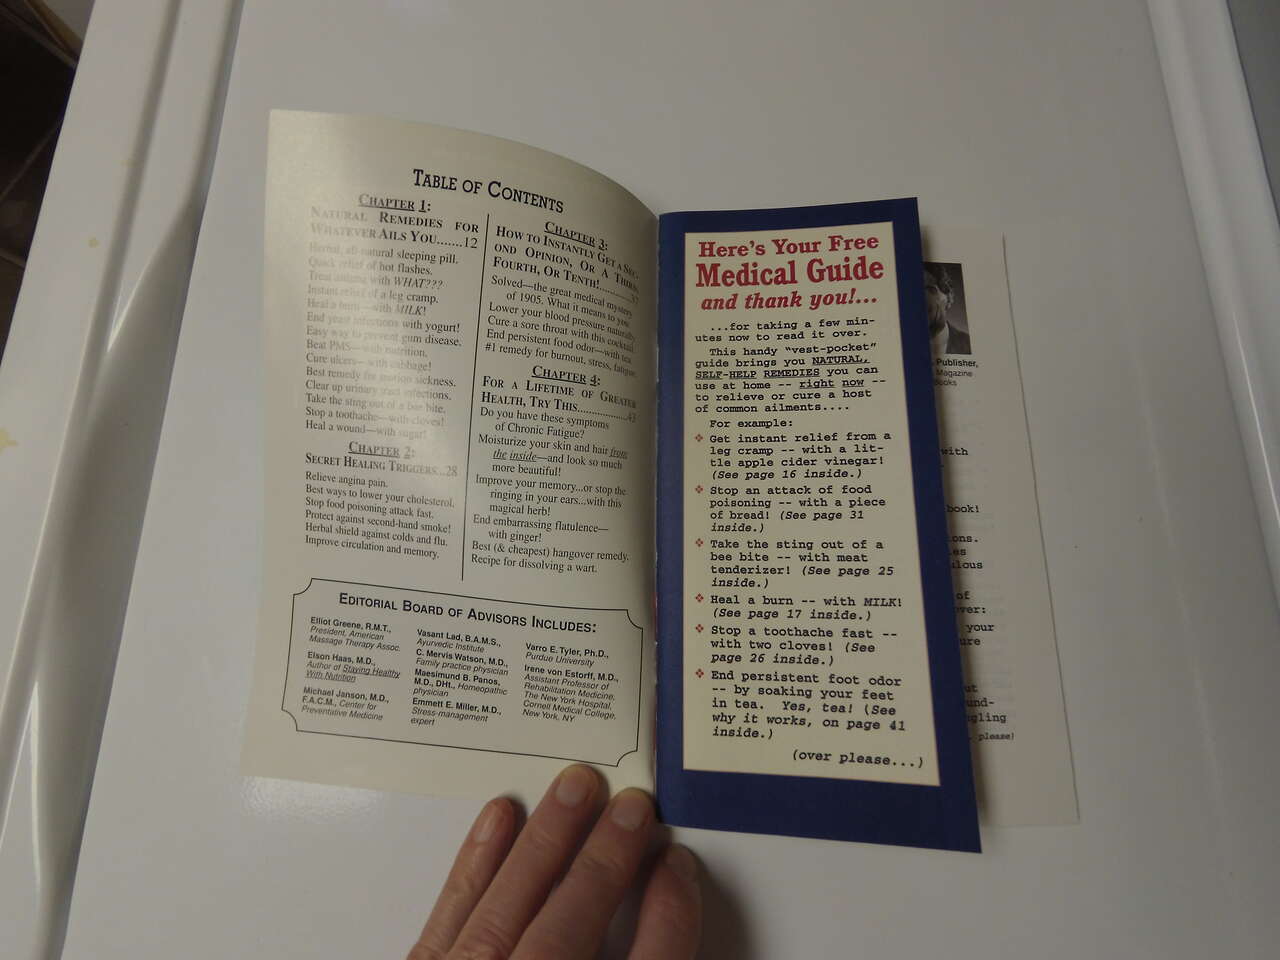 TABLE OF CONTENTS
CHAPTER 1:
NATURAL REMEDIES FOR
WHATEVER AILS YOU.......12
Herbal, all-natural sleeping pill.
Quick relief of hot flashes.
Treat asthma with WHAT???
Instant relief of a leg cramp.
Heal a burn—with MILK!
End yeast infections with yogurt!
Easy way to prevent gum disease.
Beat PMS—with nutrition.
Cure ulcers—with cabbage!
Best remedy for motion sickness.
Clear up urinary tract infections.
Take the sting out of a bee bite.
Stop a toothache—with cloves!
Heal a wound—with sugar!
CHAPTER 2:
SECRET HEALING TRIGGERS...28
Relieve angina pain.
Best ways to lower your cholesterol.
Stop food poisoning attack fast.
Protect against second-hand smoke!
Herbal shield against colds and flu.
Improve circulation and memory.
CHAPTER 3:
HOW TO INSTANTLY GET A SEC-
OND OPINION, OR A THIRD,
FOURTH, OR TENTH!............37
Solved—the great medical mystery
of 1905. What it means to you.
Lower your blood pressure naturally.
Cure a sore throat with this cocktail.
End persistent food odor—with tea.
#1 remedy for burnout, stress, fatigue.
CHAPTER 4:
FOR A LIFETIME OF GREATER
HEALTH, TRY THIS.................43
Do you have these symptoms
of Chronic Fatigue?
Moisturize your skin and hair from
the inside—and look so much
more beautiful!
Improve your memory...or stop the
ringing in your ears...with this
magical herb!
End embarrassing flatulence—
with ginger!
Best (& cheapest) hangover remedy.
Recipe for dissolving a wart.
EDITORIAL BOARD OF ADVISORS INCLUDES:
Elliot Greene, R.M.T.,
President, American
Massage Therapy Assoc.
Elson Haas, M.D.,
Author of Staying Healthy
With Nutrition
Michael Janson, M.D.,
F.A.C.M., Center for
Preventative Medicine
Vasant Lad, B.A.M.S.,
Ayurvedic Institute
C. Mervis Watson, M.D.,
Family practice physician
Maesimund B. Panos,
M.D., DHt., Homeopathic
physician
Emmett E. Miller, M.D.,
Stress-management
expert
Varro E. Tyler, Ph.D.,
Purdue University
Irene von Estorff, M.D.,
Assistant Professor of
Rehabilitation Medicine,
The New York Hospital,
Cornell Medical College,
New York, NY
Here's Your Free
Medical Guide
and thank you!...
...for taking a few min-
utes now to read it over.
This handy "vest-pocket"
guide brings you NATURAL,
SELF-HELP REMEDIES you can
use at home -- right now --
to relieve or cure a host
of common ailments....
For example:
❖ Get instant relief from a
leg cramp -- with a lit-
tle apple cider vinegar!
(See page 16 inside.)
❖ Stop an attack of food
poisoning -- with a piece
of bread! (See page 31
inside.)
❖ Take the sting out of a
bee bite -- with meat
tenderizer! (See page 25
inside.)
❖ Heal a burn -- with MILK!
(See page 17 inside.)
❖ Stop a toothache fast --
with two cloves! (See
page 26 inside.)
❖ End persistent foot odor
-- by soaking your feet
in tea. Yes, tea! (See
why it works, on page 41
inside.)
(over please...)
Publisher,
Magazine
Books
with
book!
ions.
of
your
please!